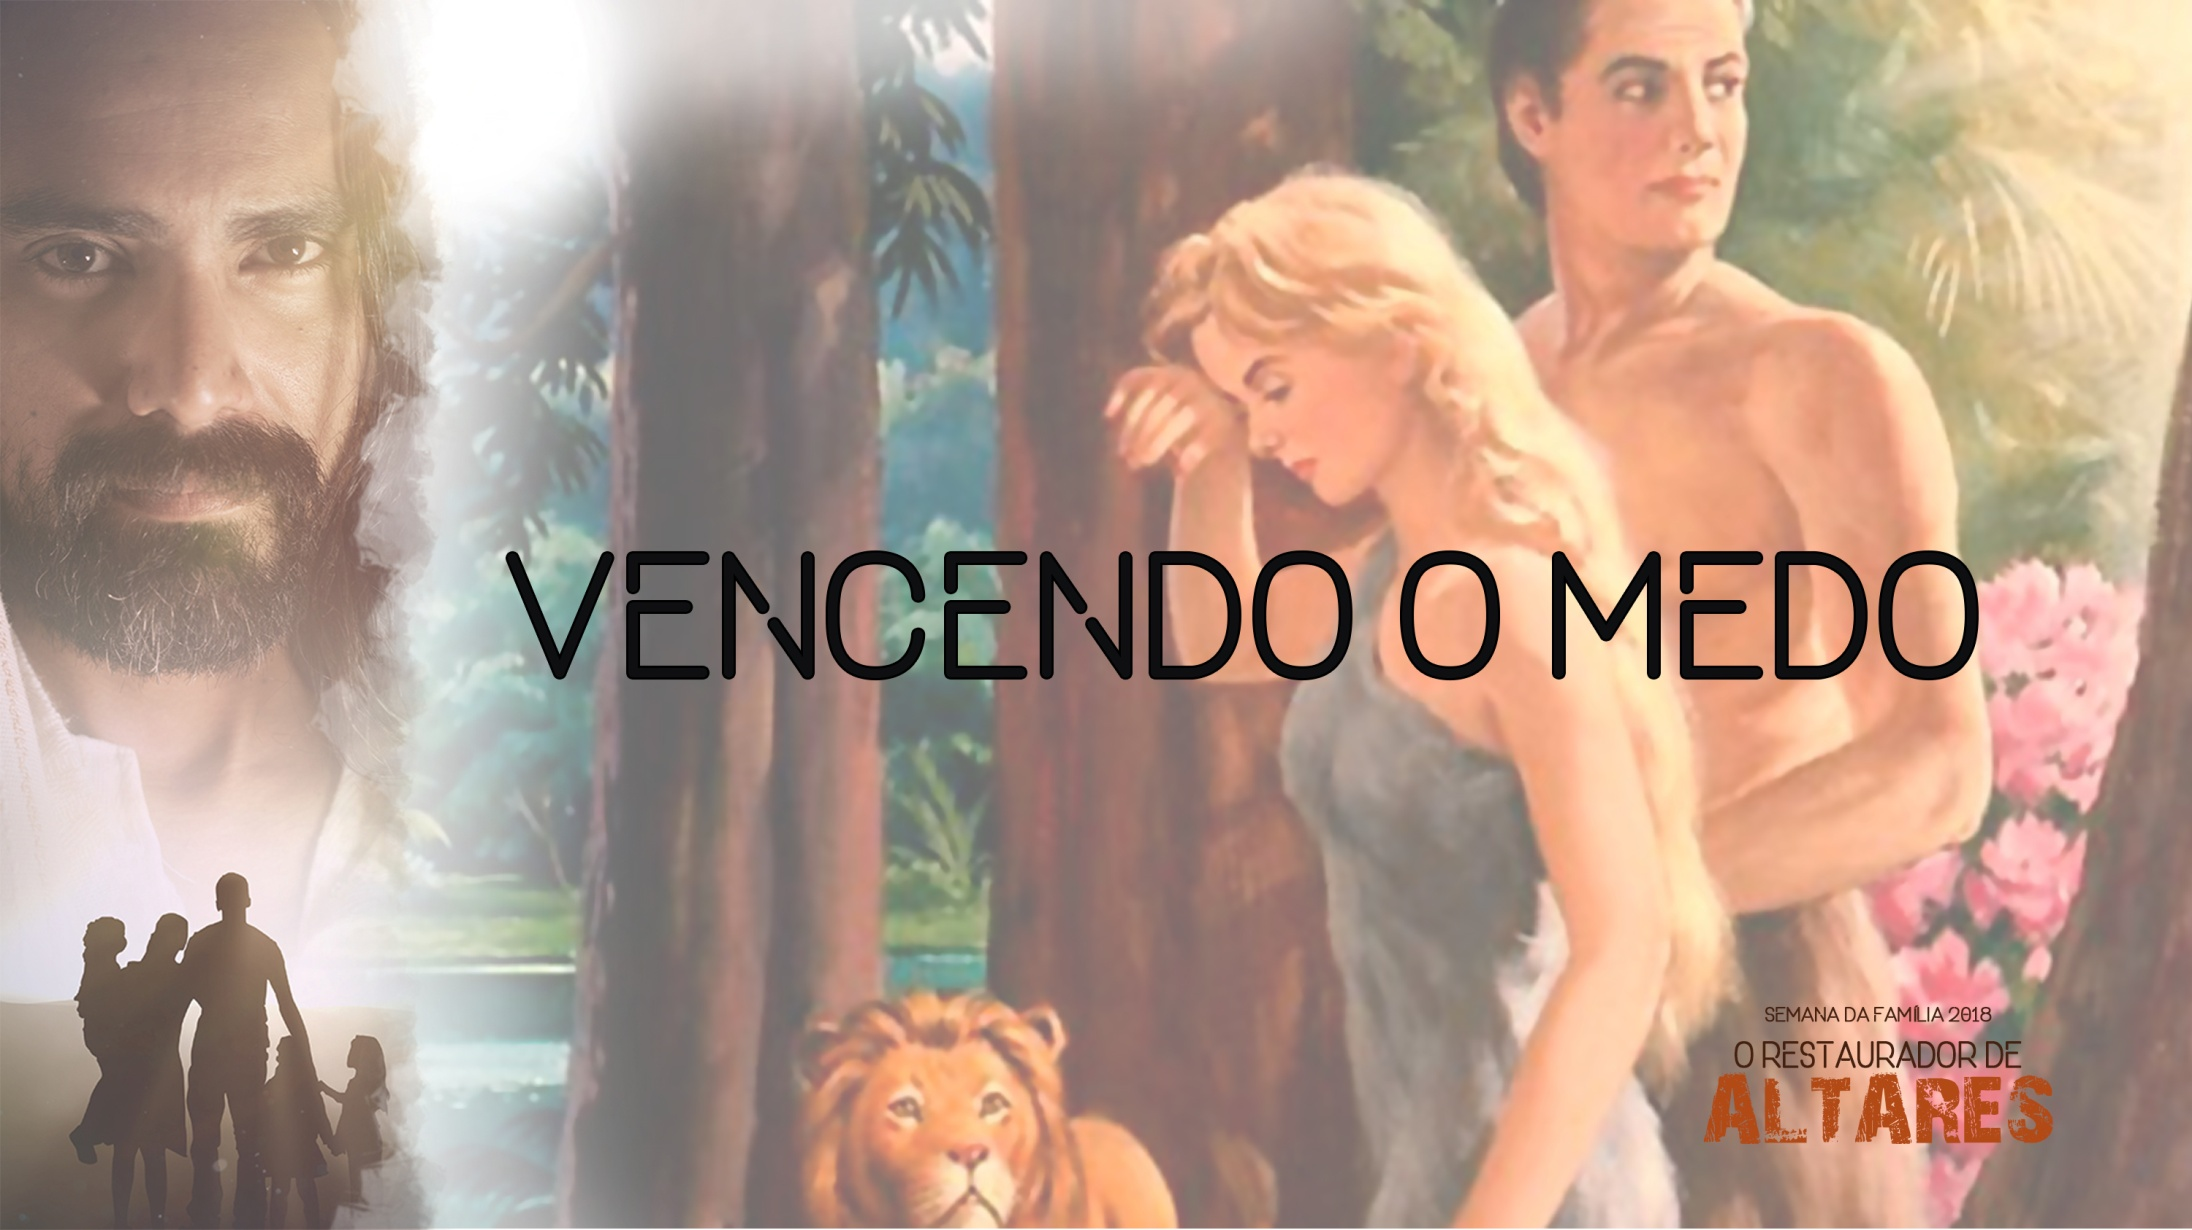 VENCENDO O MEDO
SEMANA DA FAMÍLIA 2018
O RESTAURADOR DE
ALTARES